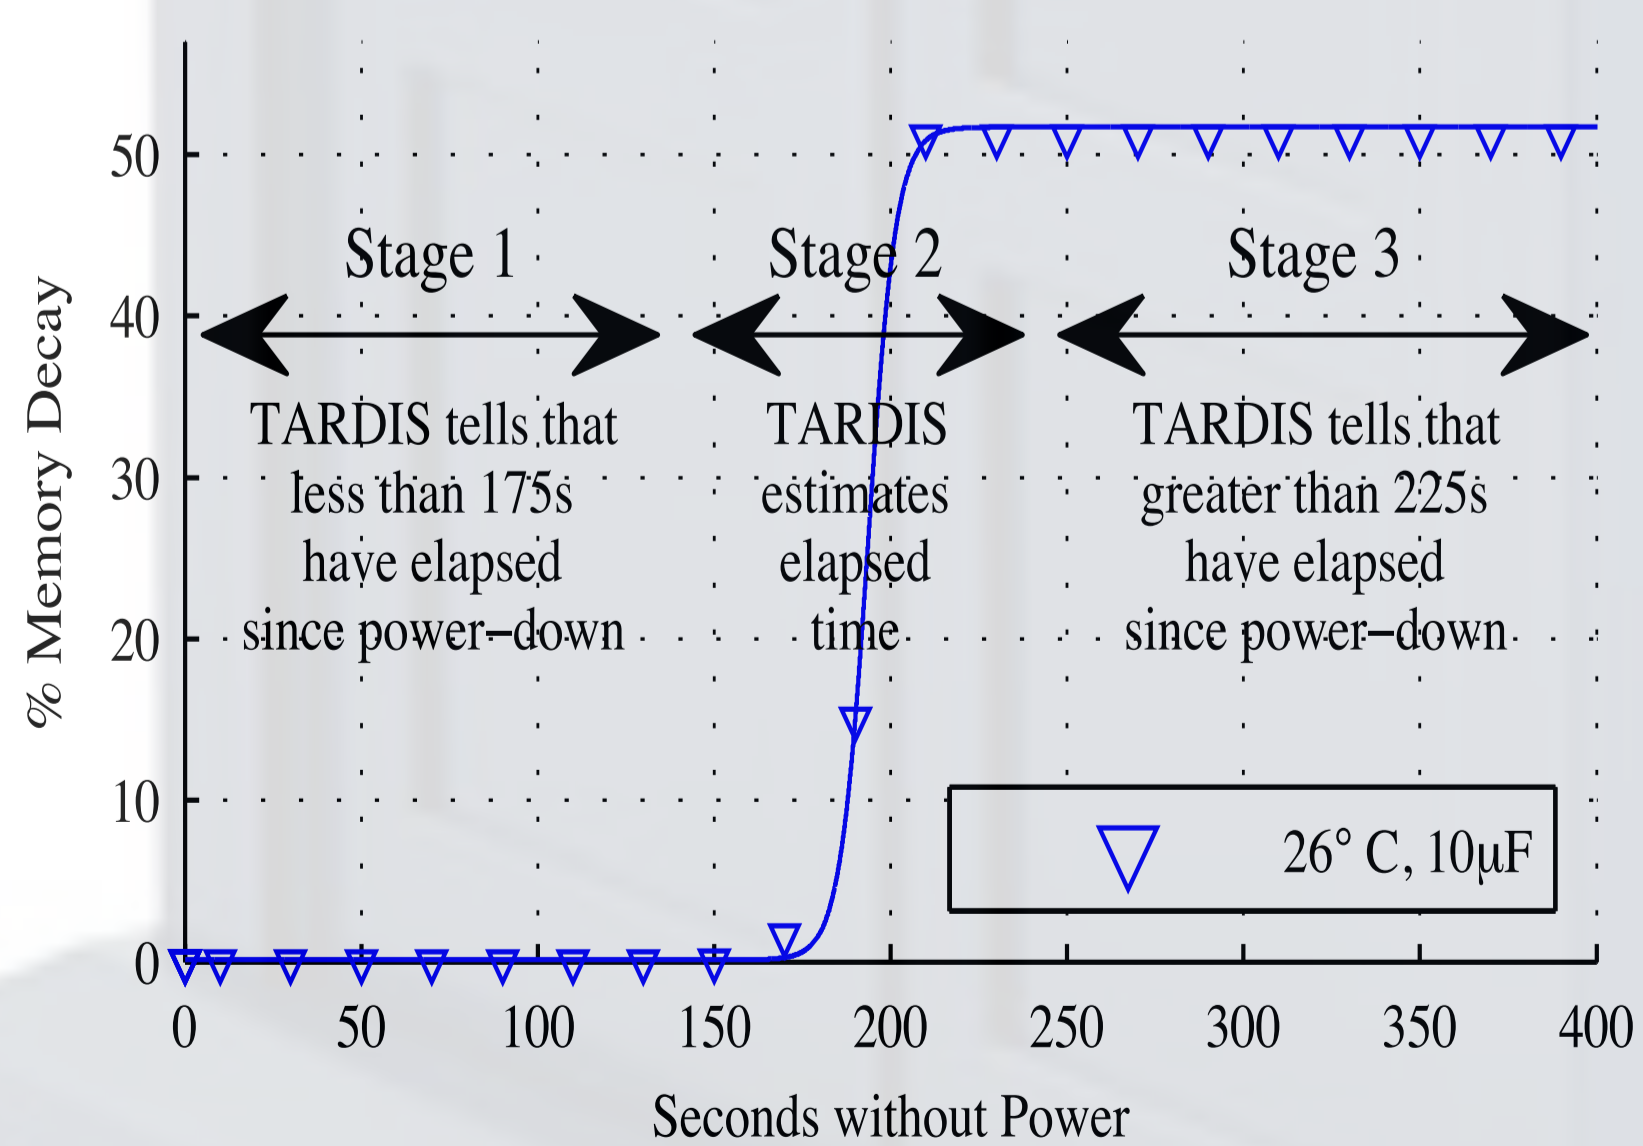 % Memory Decay
50
40
30
20
10
0
Stage 1
TARDIS tells that
less than 175s
have elapsed
since power–down
Stage 2
TARDIS
estimates
elapsed
time
Stage 3
TARDIS tells that
greater than 225s
have elapsed
since power–down
26° C, 10μF
0 50 100 150 200 250 300 350 400
Seconds without Power